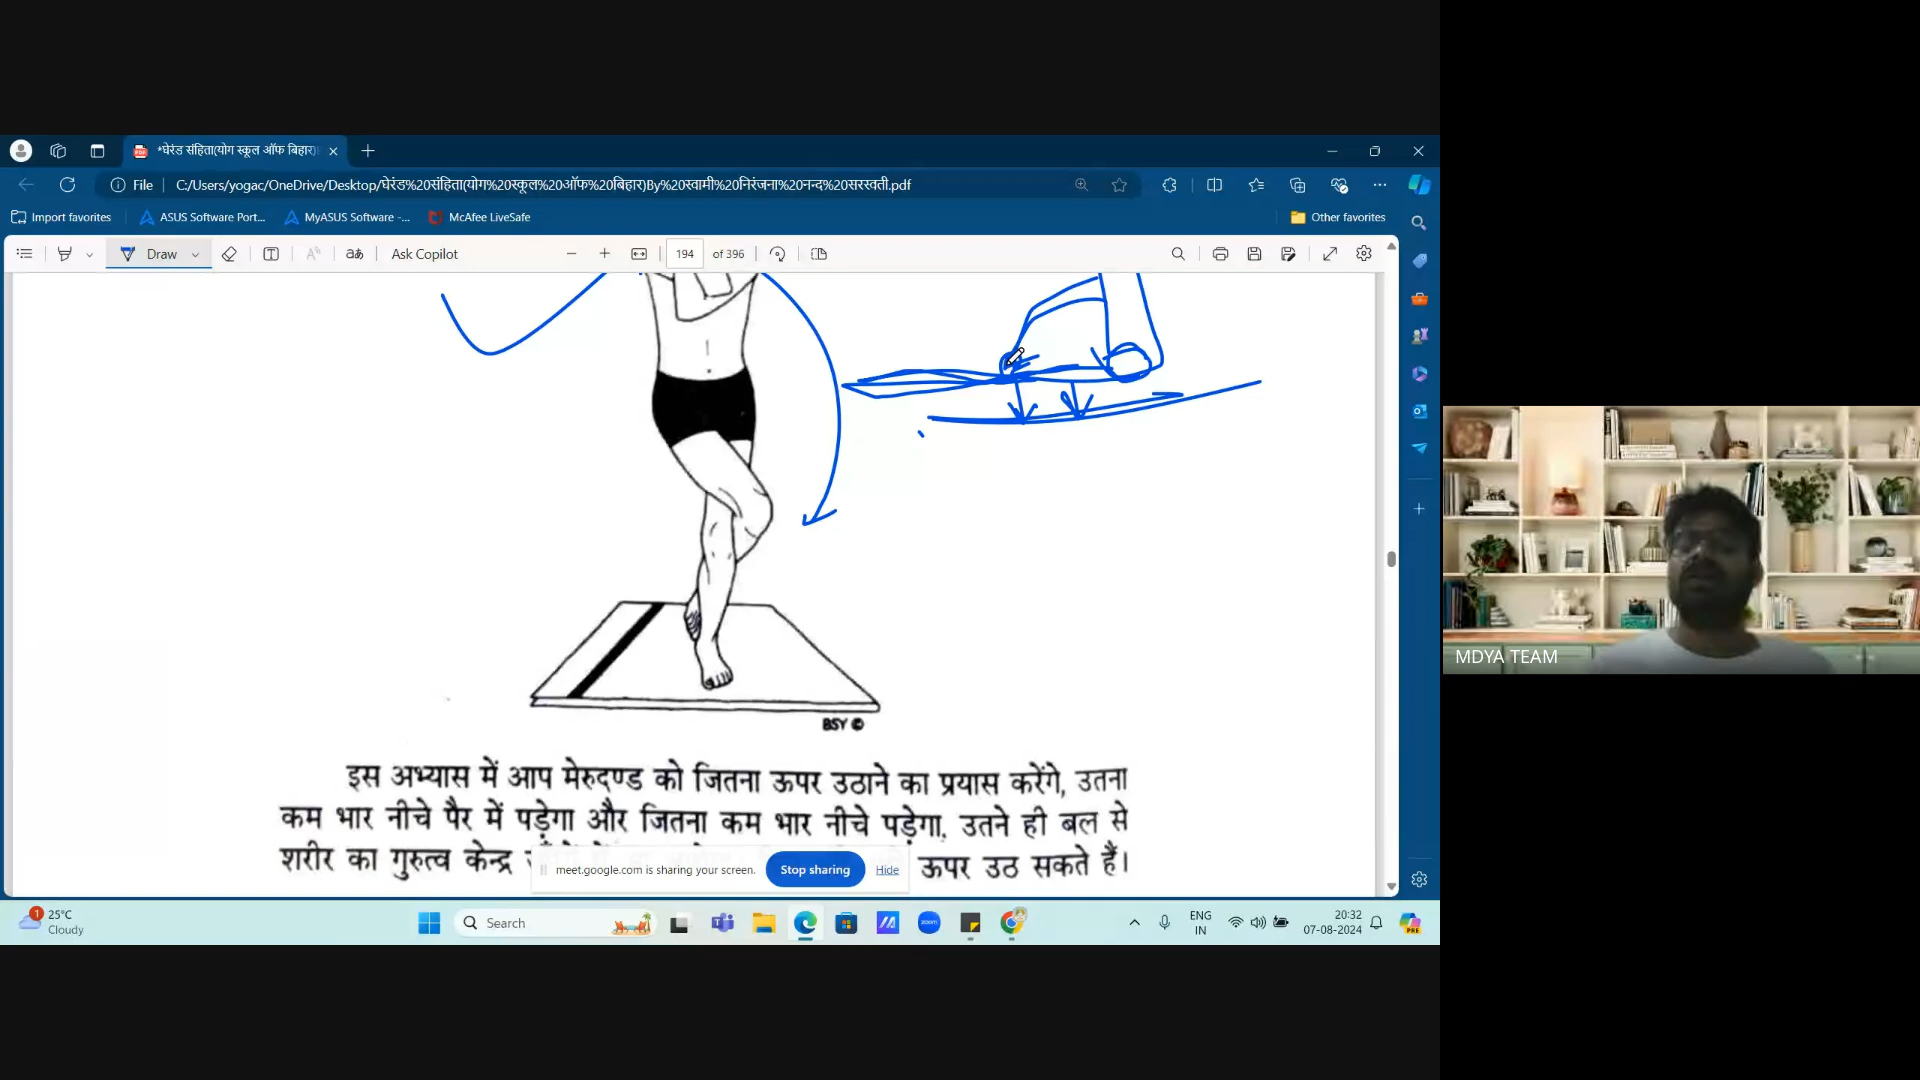 *घेरंड संहिता(योग स्कूल ऑफ बिहार)
File C:/Users/yogac/OneDrive/Desktop/घेरंड%20संहिता(योग%20स्कूल%20ऑफ%20बिहार)By%20स्वामी%20निरंजना%20नन्द%20सरस्वती.pdf
Import favorites ASUS Software Port... MyASUS Software -... McAfee LiveSafe Other favorites
Draw Ask Copilot 194 of 396
BSY ©
इस अभ्यास में आप मेरुदण्ड को जितना ऊपर उठाने का प्रयास करेंगे, उतना
कम भार नीचे पैर में पड़ेगा और जितना कम भार नीचे पड़ेगा, उतने ही बल से
शरीर का गुरुत्व केन्द्र ऊपर उठ सकते हैं।
meet.google.com is sharing your screen. Stop sharing Hide
MDYA TEAM
1 25°C
Cloudy
Search
zoom
ENG
IN
20:32
07-08-2024
PRE